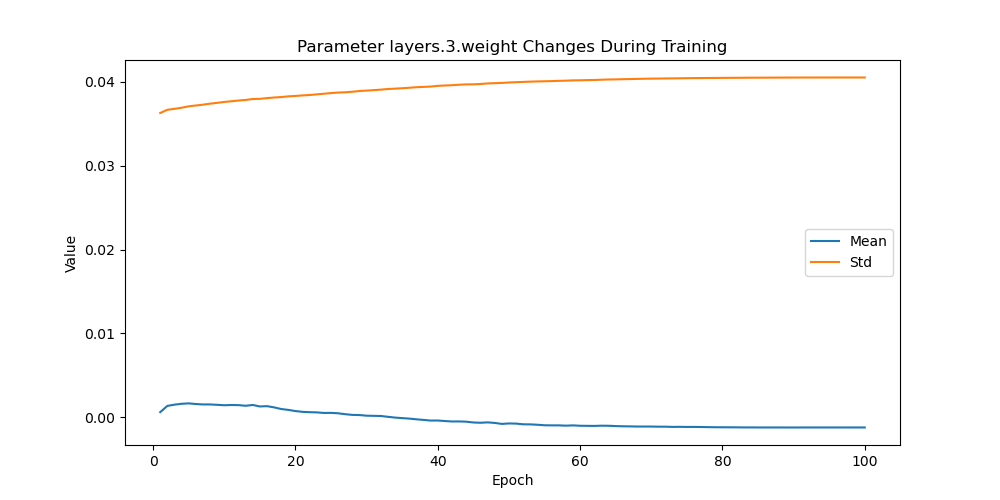 Parameter layers.3.weight Changes During Training
Value
0.04
0.03
0.02
0.01
0.00
Mean
Std
0 20 40 60 80 100
Epoch